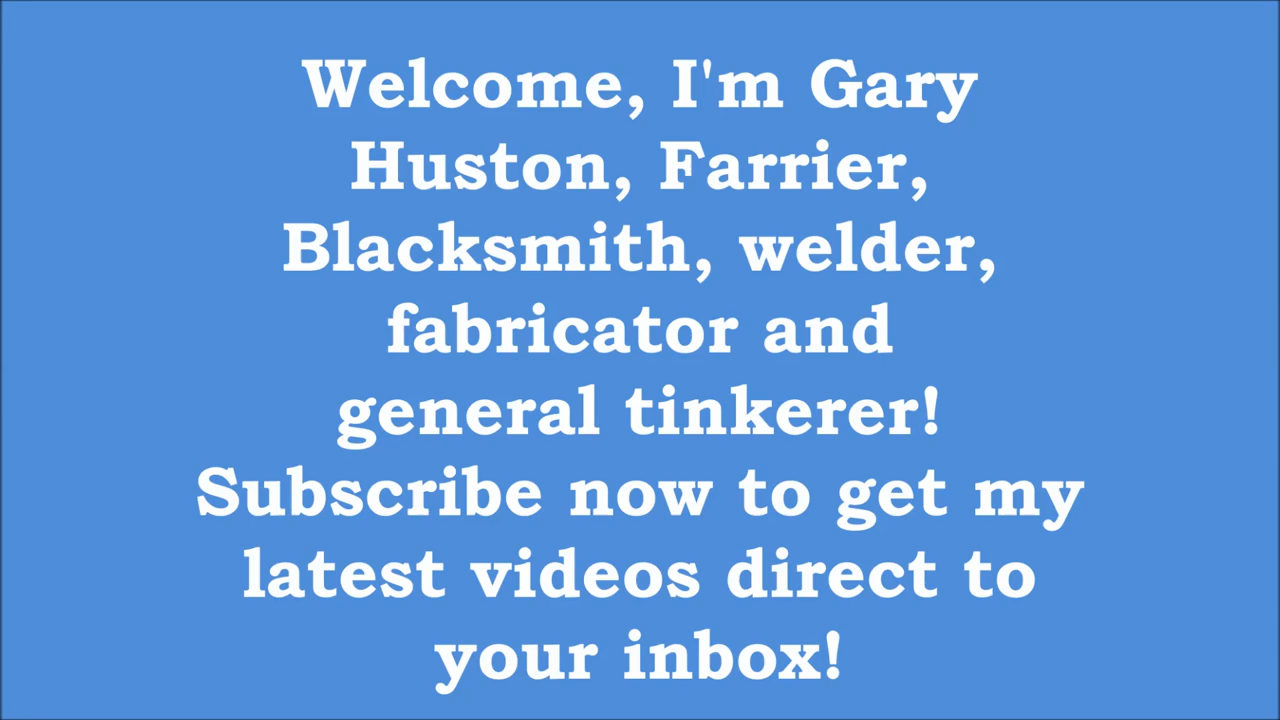 Welcome, I'm Gary
Huston, Farrier,
Blacksmith, welder,
fabricator and
general tinkerer!
Subscribe now to get my
latest videos direct to
your inbox!